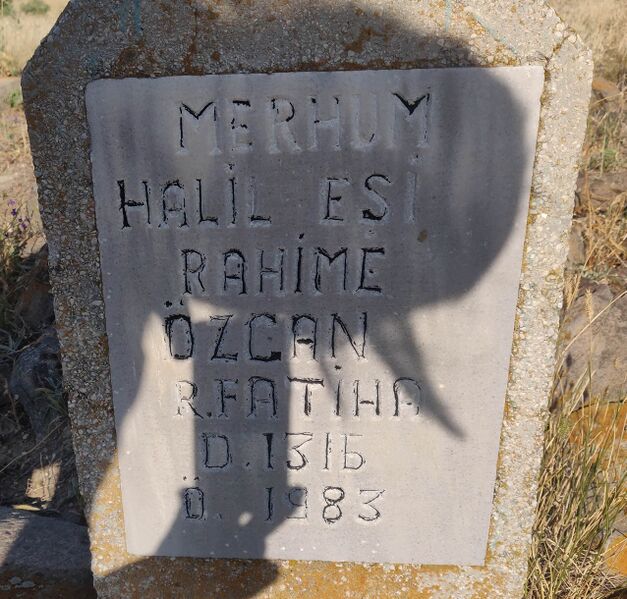 MERHUM
HALİL EŞİ
RAHİME
ÖZCAN
R.FATİHA
D.1316
Ö. 1983